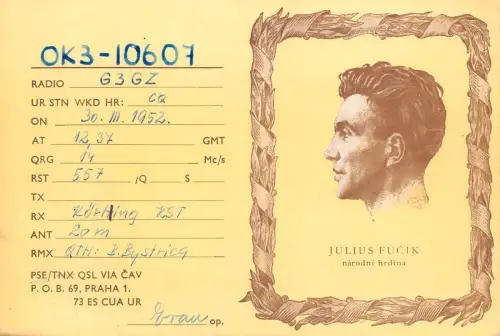 OK3-10607
RADIO G3GZ
UR STN WKD HR: CQ
ON 30. III. 1952.
AT 12,37 GMT
QRG 14 Mc/s
RST 557 /Q S
TX
RX Körting KST
ANT 20m
RMX QTH: B. Bystrica
PSE/TNX QSL VIA ČAV
P. O. B. 69, PRAHA 1.
73 ES CUA UR
op.
JULIUS FUČIK
národní hrdina